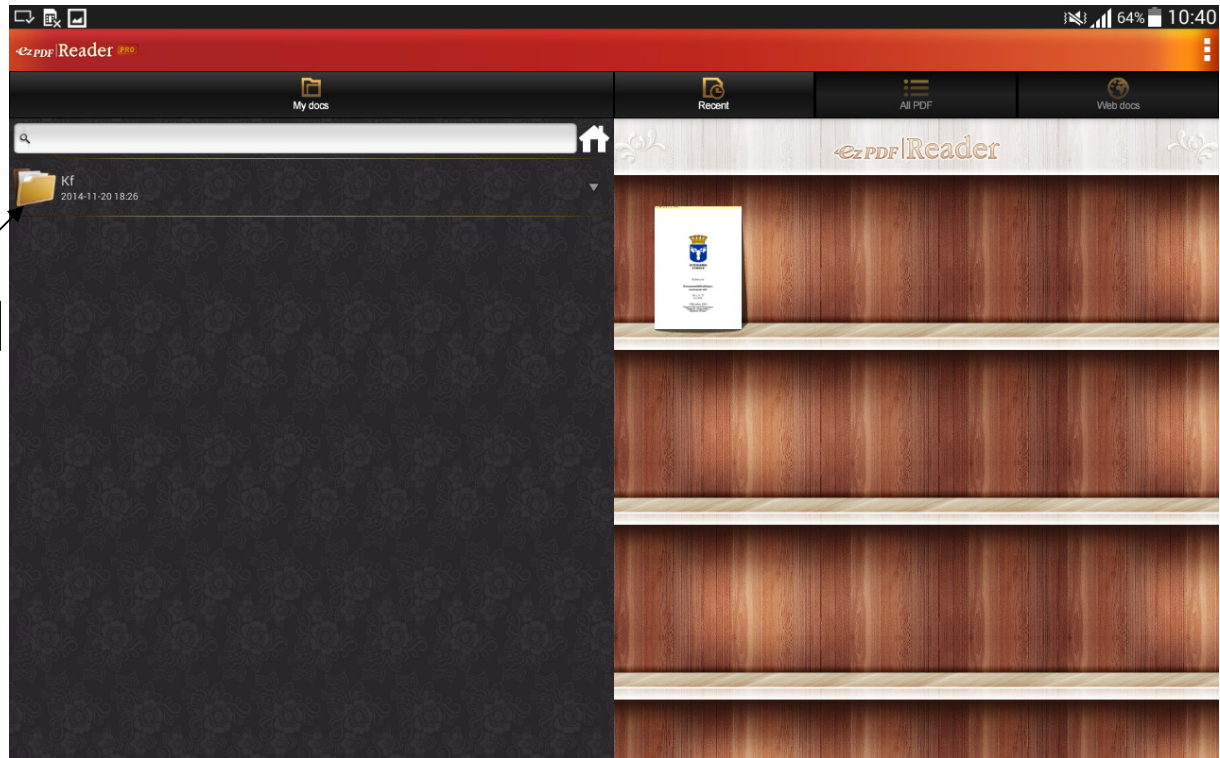 64% 10:40
ezPDF Reader PRO
My docs
Recent
All PDF
Web docs
ezPDF Reader
Kf
2014-11-20 18:26